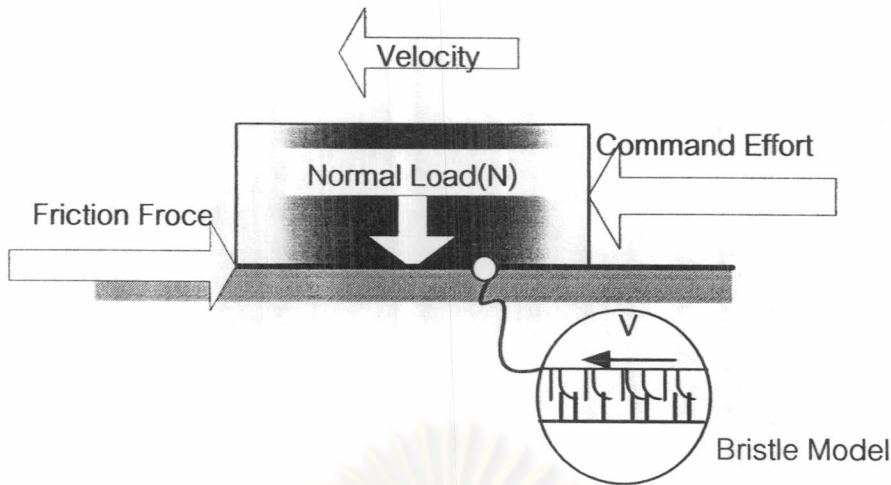 Velocity
Command Effort
Normal Load(N)
Friction Froce
V
Bristle Model